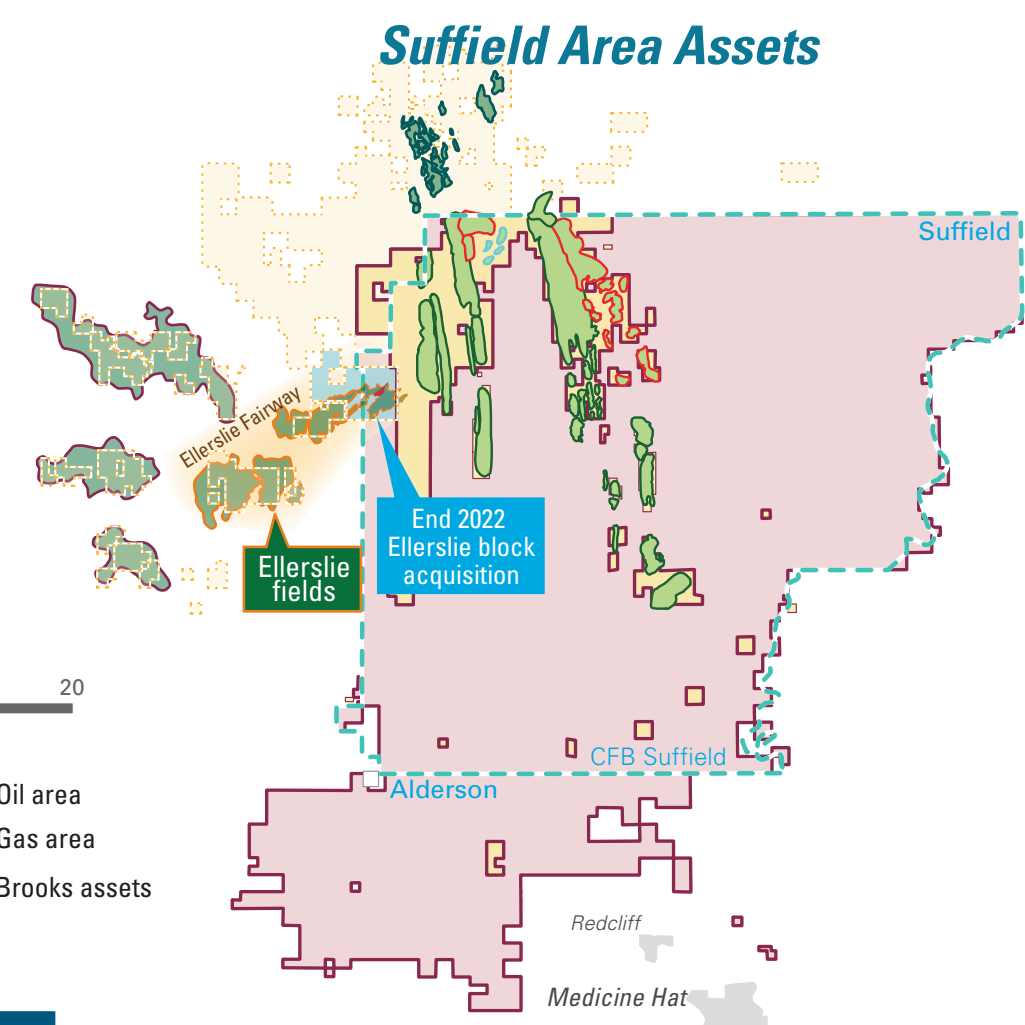 Suffield Area Assets
Suffield
Ellerslie Fairway
End 2022
Ellerslie block
acquisition
Ellerslie
fields
20
CFB Suffield
Alderson
Oil area
Gas area
Brooks assets
Redcliff
Medicine Hat